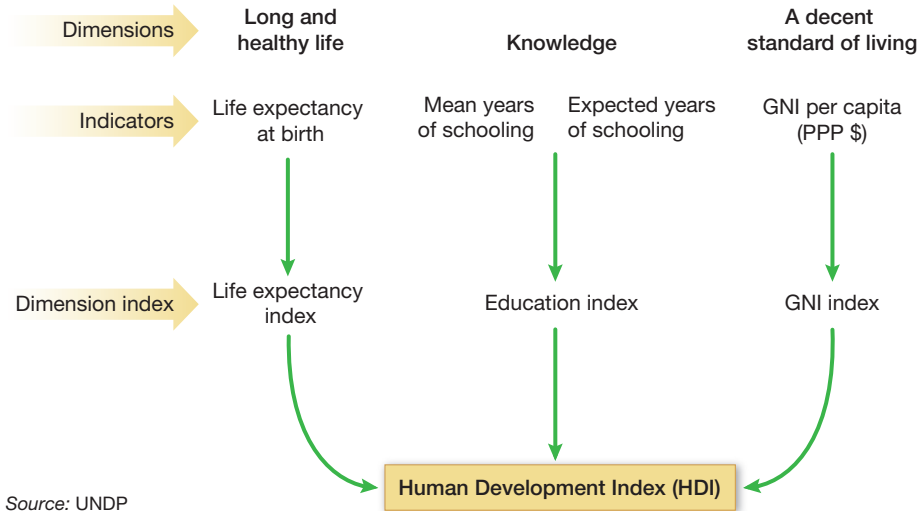 Dimensions
Long and
healthy life
Knowledge
A decent
standard of living
Indicators
Life expectancy
at birth
Mean years
of schooling
Expected years
of schooling
GNI per capita
(PPP $)
Dimension index
Life expectancy
index
Education index
GNI index
Human Development Index (HDI)
Source: UNDP